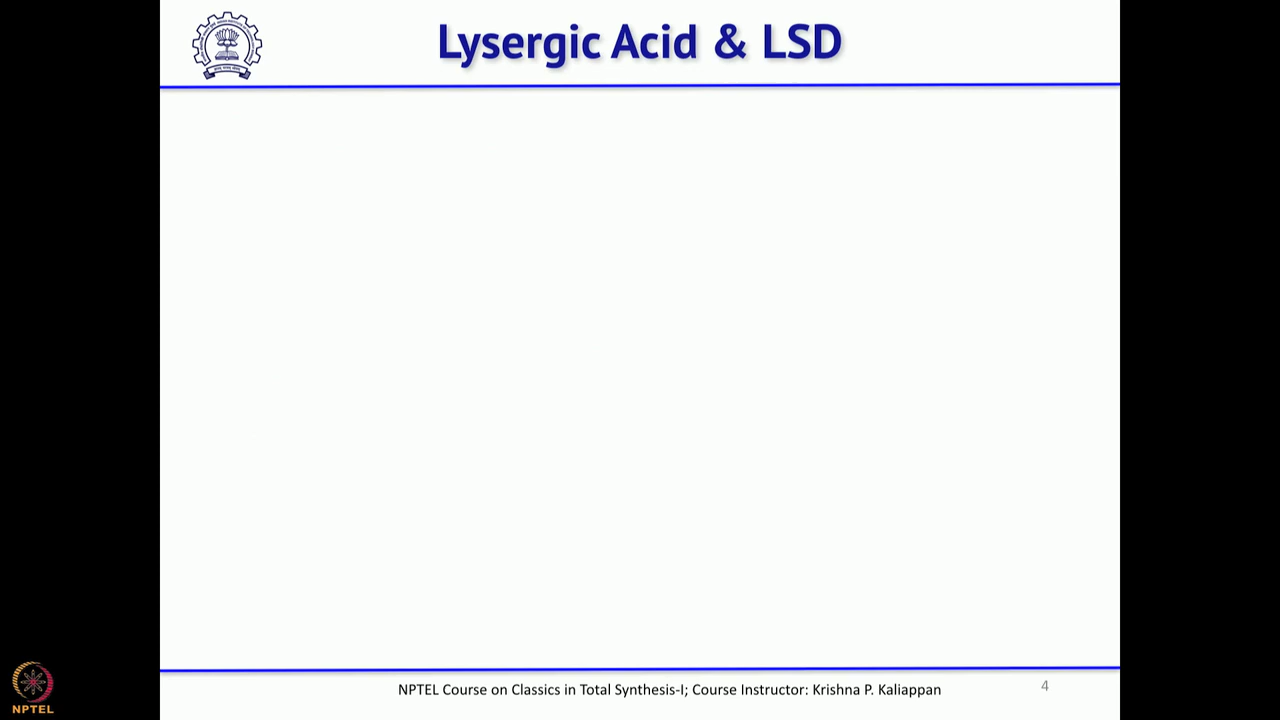 Lysergic Acid & LSD
NPTEL Course on Classics in Total Synthesis-I; Course Instructor: Krishna P. Kaliappan
4
NPTEL